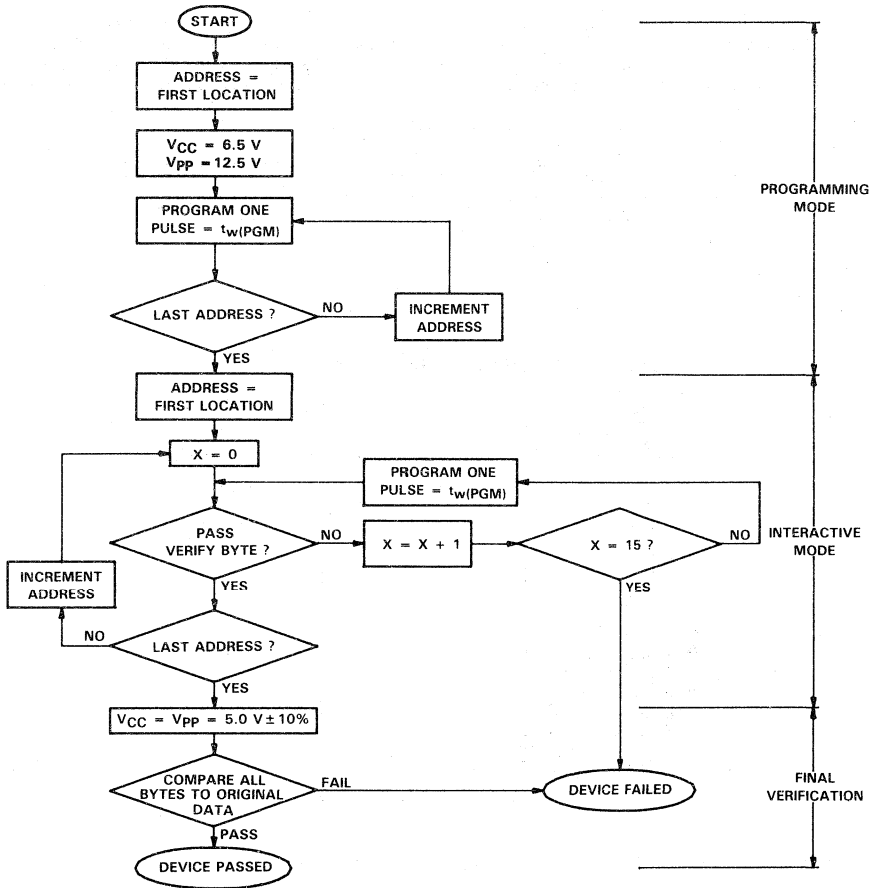 START
ADDRESS =
FIRST LOCATION
VCC = 6.5 V
VPP = 12.5 V
PROGRAM ONE
PULSE = tw(PGM)
LAST ADDRESS ?
NO
INCREMENT
ADDRESS
YES
ADDRESS =
FIRST LOCATION
X = 0
PROGRAM ONE
PULSE = tw(PGM)
PASS
VERIFY BYTE ?
NO
X = X + 1
X = 15 ?
NO
YES
YES
INCREMENT
ADDRESS
NO
LAST ADDRESS ?
YES
VCC = VPP = 5.0 V ± 10%
COMPARE ALL
BYTES TO ORIGINAL
DATA
FAIL
DEVICE FAILED
PASS
DEVICE PASSED
PROGRAMMING
MODE
INTERACTIVE
MODE
FINAL
VERIFICATION